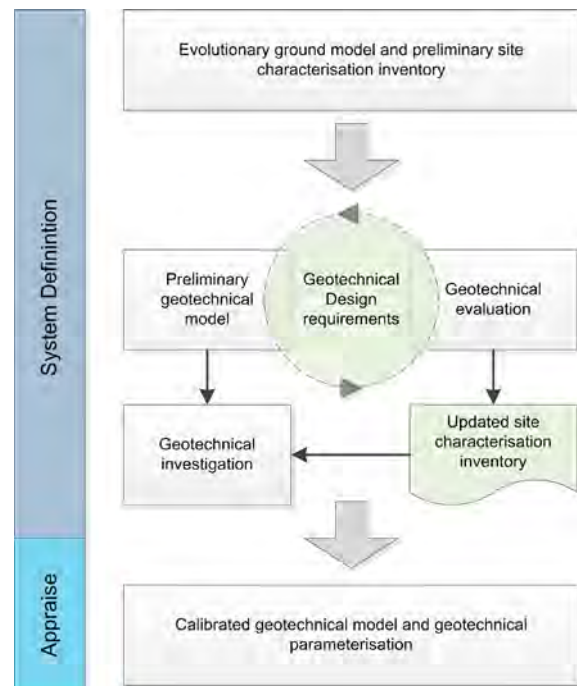 System Definintion
Appraise
Evolutionary ground model and preliminary site
characterisation inventory
Preliminary
geotechnical
model
Geotechnical
Design
requirements
Geotechnical
evaluation
Geotechnical
investigation
Updated site
characterisation
inventory
Calibrated geotechnical model and geotechnical
parameterisation